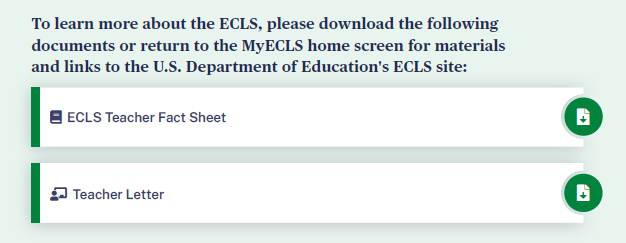 To learn more about the ECLS, please download the following
documents or return to the MyECLS home screen for materials
and links to the U.S. Department of Education's ECLS site:
ECLS Teacher Fact Sheet
Teacher Letter